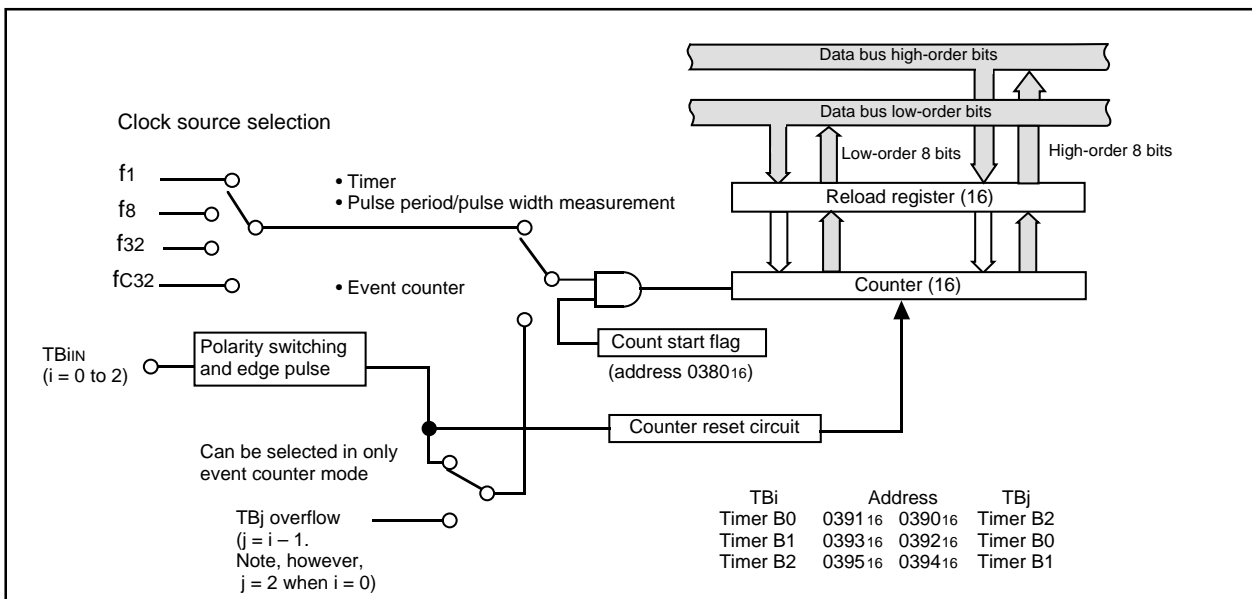 Data bus high-order bits
Data bus low-order bits
Clock source selection
Low-order 8 bits
High-order 8 bits
f1
f8
f32
fC32
• Timer
• Pulse period/pulse width measurement
Reload register (16)
• Event counter
Counter (16)
TBiIN
(i = 0 to 2)
Polarity switching
and edge pulse
Count start flag
(address 038016)
Counter reset circuit
Can be selected in only
event counter mode
TBj overflow
(j = i – 1.
Note, however,
j = 2 when i = 0)
TBi Address TBj
Timer B0 039116 039016 Timer B2
Timer B1 039316 039216 Timer B0
Timer B2 039516 039416 Timer B1